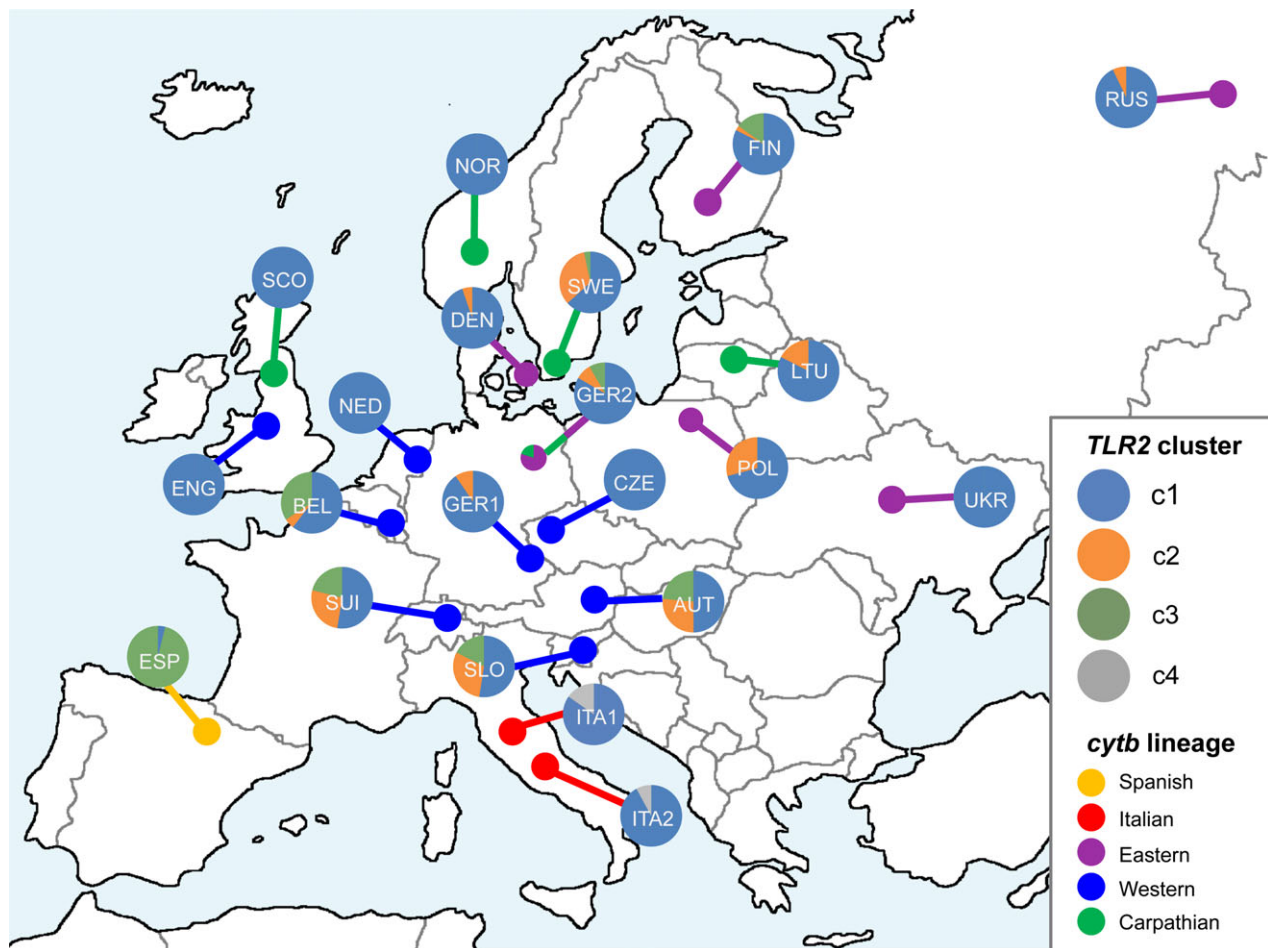 RUS
FIN
NOR
SCO
SWE
DEN
LTU
GER2
NED
POL
ENG
BEL
GER1
CZE
UKR
SUI
AUT
ESP
SLO
ITA1
ITA2
TLR2 cluster
c1
c2
c3
c4
cytb lineage
Spanish
Italian
Eastern
Western
Carpathian